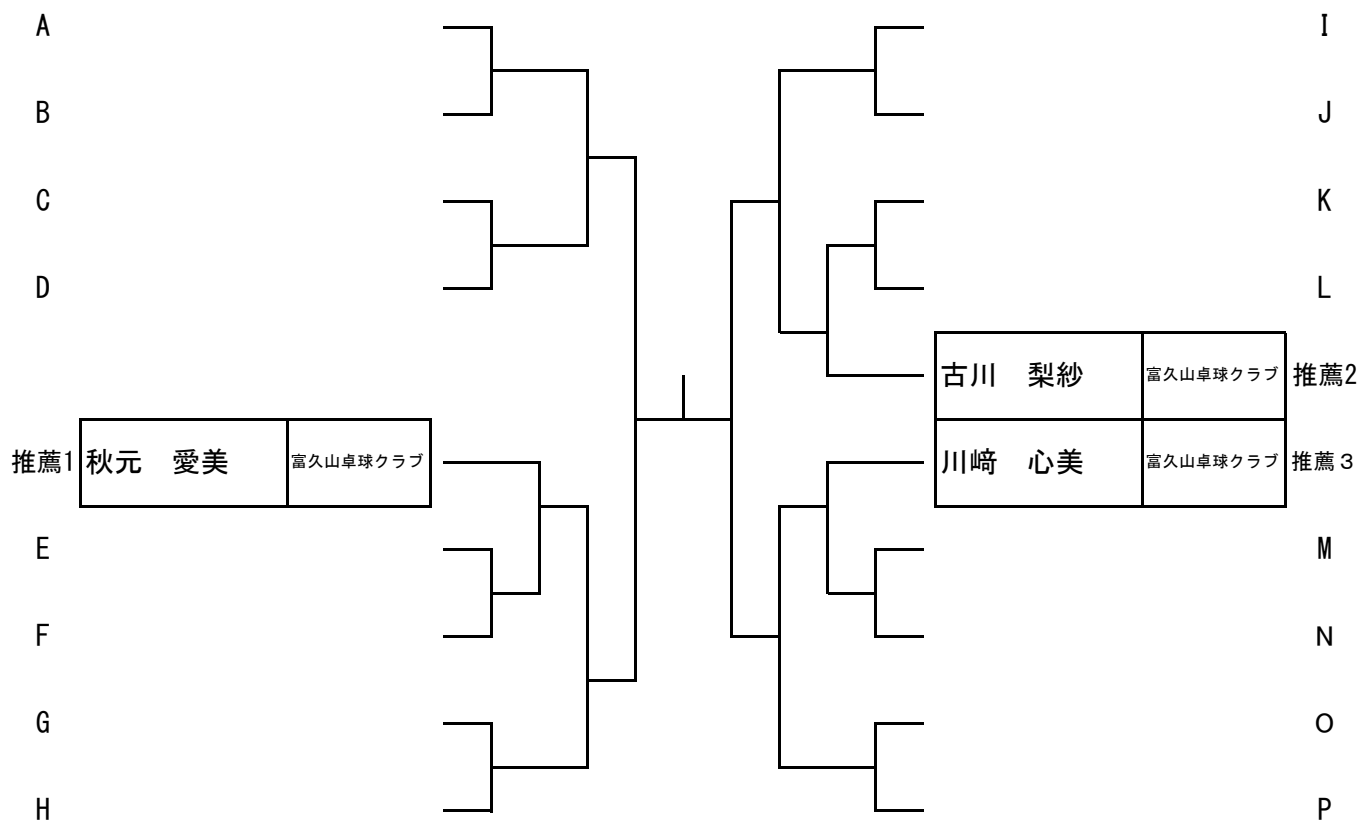 A
B
C
D
推薦1 秋元　愛美 富久山卓球クラブ
E
F
G
H
I
J
K
L
古川　梨紗 富久山卓球クラブ 推薦2
川﨑　心美 富久山卓球クラブ 推薦３
M
N
O
P